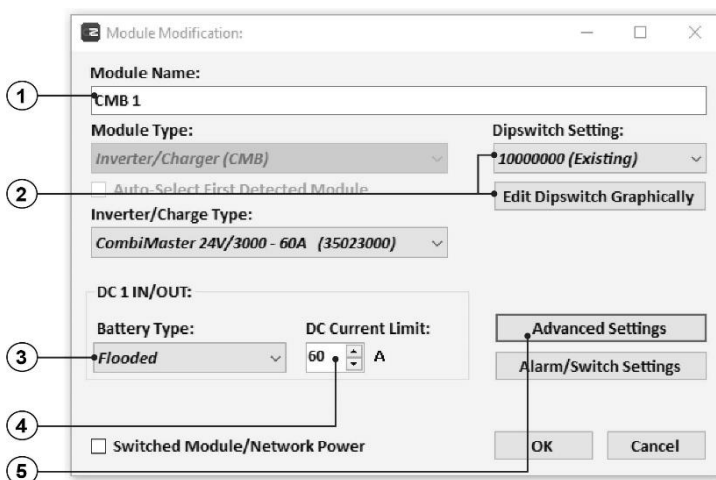 Module Modification:
Module Name:
1
CMB 1
Module Type:
Dipswitch Setting:
Inverter/Charger (CMB)
10000000 (Existing)
2
Auto-Select First Detected Module
Edit Dipswitch Graphically
Inverter/Charge Type:
CombiMaster 24V/3000 - 60A (35023000)
DC 1 IN/OUT:
Battery Type:
DC Current Limit:
Advanced Settings
3
Flooded
60 A
Alarm/Switch Settings
4
Switched Module/Network Power
OK
Cancel
5